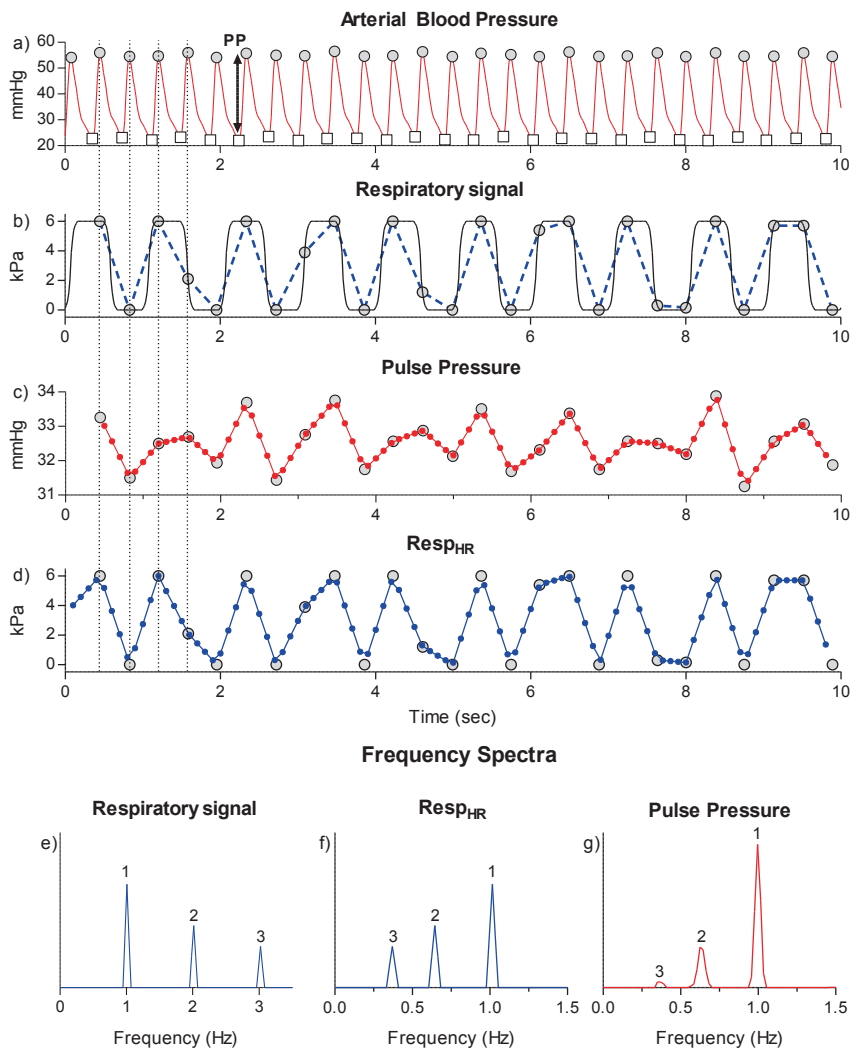 Arterial Blood Pressure
a)
60
50
40
30
20
mmHg
PP
0 2 4 6 8 10
Respiratory signal
b)
6
4
2
0
kPa
0 2 4 6 8 10
Pulse Pressure
c)
34
33
32
31
mmHg
0 2 4 6 8 10
RespHR
d)
6
4
2
0
kPa
0 2 4 6 8 10
Time (sec)
Frequency Spectra
Respiratory signal
e)
1
2
3
0 1 2 3
Frequency (Hz)
RespHR
f)
3
2
1
0.0 0.5 1.0 1.5
Frequency (Hz)
Pulse Pressure
g)
3
2
1
0.0 0.5 1.0 1.5
Frequency (Hz)